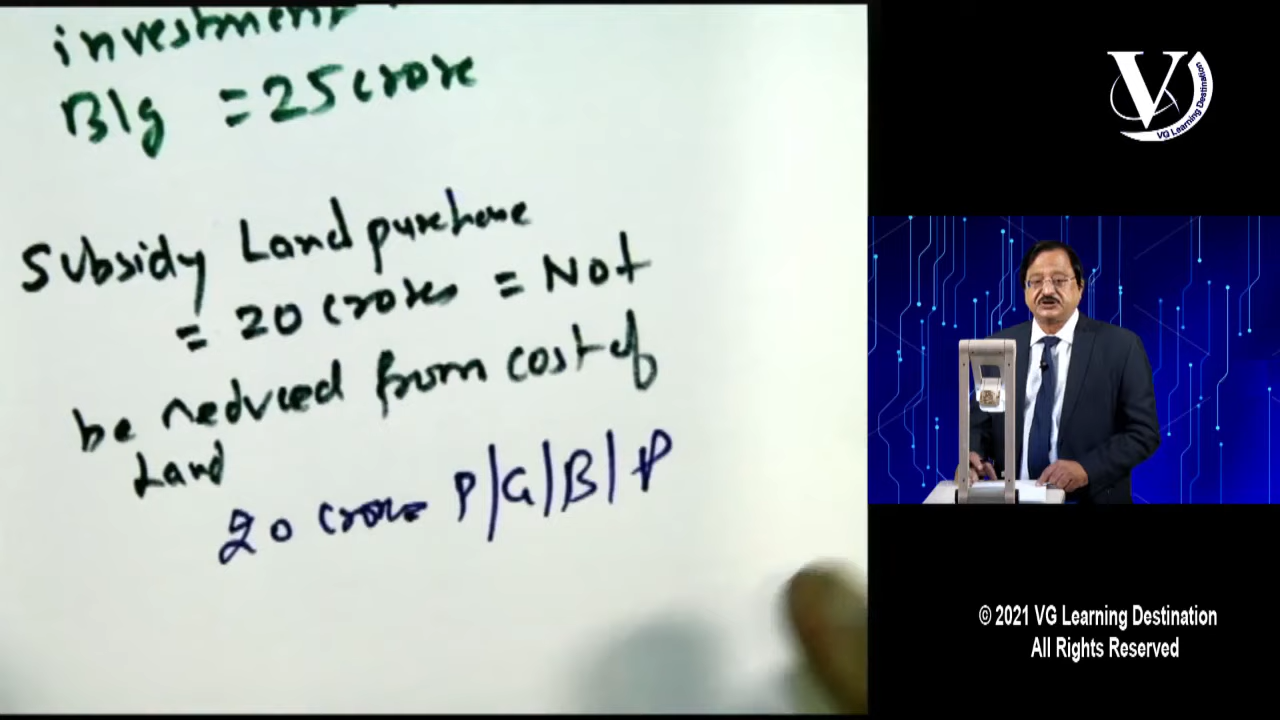 investment
Blg = 25 crore
Subsidy Land purchase
= 20 crores = Not
be reduced from cost of
Land
20 crore P/G/B/P
V
VG Learning Destination
© 2021 VG Learning Destination
All Rights Reserved